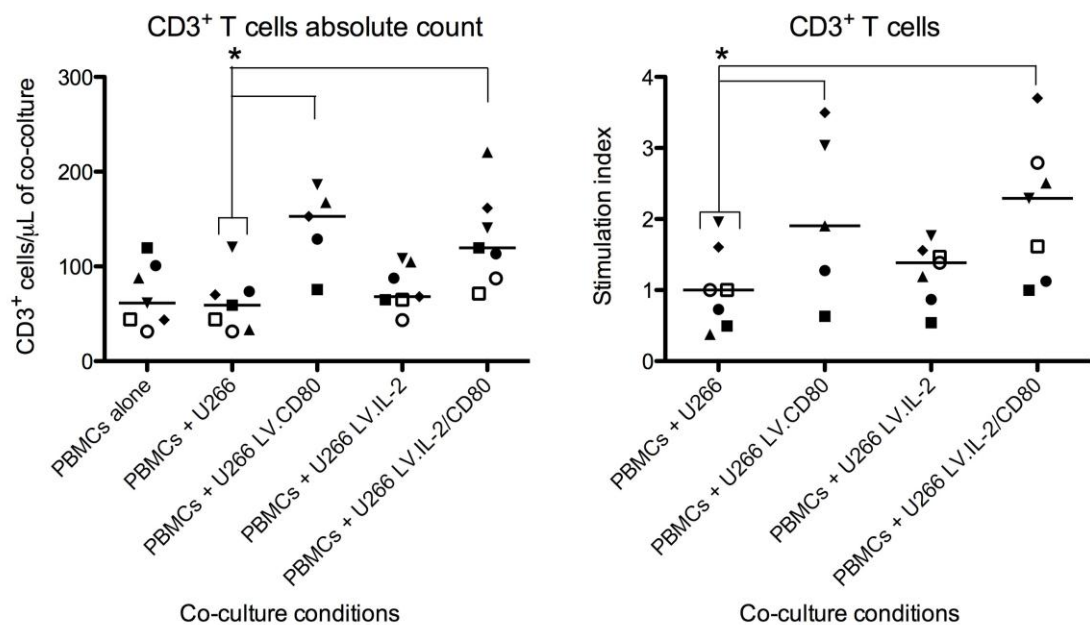 CD3⁺ T cells absolute count
*
300
200
100
0
CD3⁺ cells/µL of co-colture
PBMCs alone
PBMCs + U266
PBMCs + U266 LV.CD80
PBMCs + U266 LV.IL-2
PBMCs + U266 LV.IL-2/CD80
Co-culture conditions
CD3⁺ T cells
*
4
3
2
1
0
Stimulation index
PBMCs + U266
PBMCs + U266 LV.CD80
PBMCs + U266 LV.IL-2
PBMCs + U266 LV.IL-2/CD80
Co-culture conditions